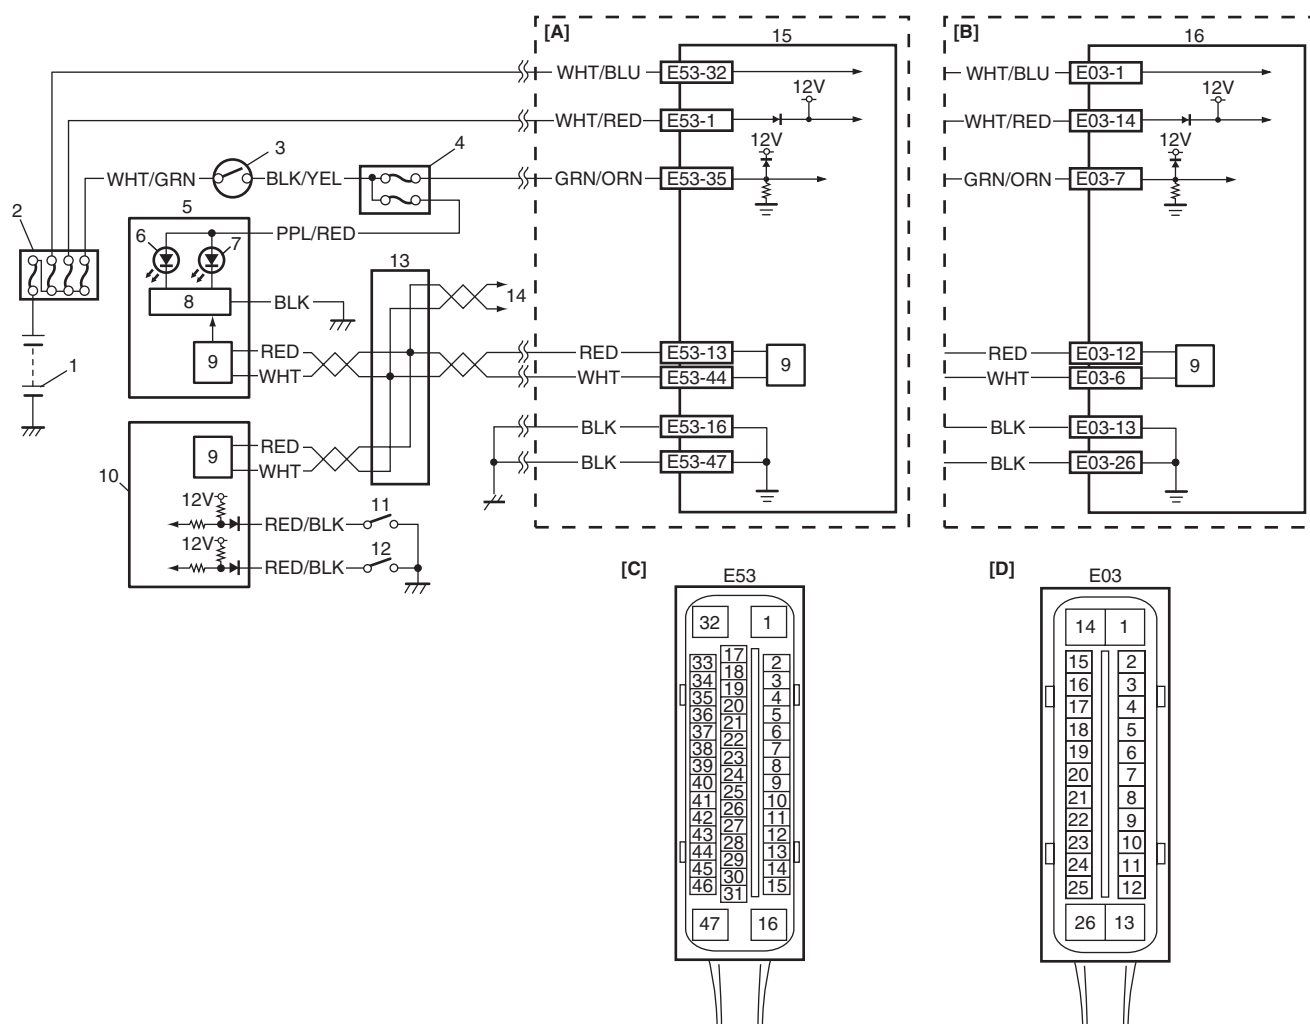 [A]
15
[B]
16
WHT/BLU
E53-32
WHT/BLU
E03-1
12V
12V
WHT/RED
E53-1
WHT/RED
E03-14
12V
12V
3
4
WHT/GRN
BLK/YEL
GRN/ORN
E53-35
GRN/ORN
E03-7
2
5
6
7
PPL/RED
13
14
8
BLK
9
RED
WHT
RED
E53-13
WHT
E53-44
9
RED
E03-12
WHT
E03-6
9
1
BLK
E53-16
BLK
E53-47
BLK
E03-13
BLK
E03-26
10
9
RED
WHT
12V
RED/BLK
11
12V
RED/BLK
12
[C]
E53
32
1
17
18
19
20
21
22
23
24
25
26
27
28
29
30
31
33
34
35
36
37
38
39
40
41
42
43
44
45
46
2
3
4
5
6
7
8
9
10
11
12
13
14
15
47
16
[D]
E03
14
1
15
16
17
18
19
20
21
22
23
24
25
2
3
4
5
6
7
8
9
10
11
12
26
13